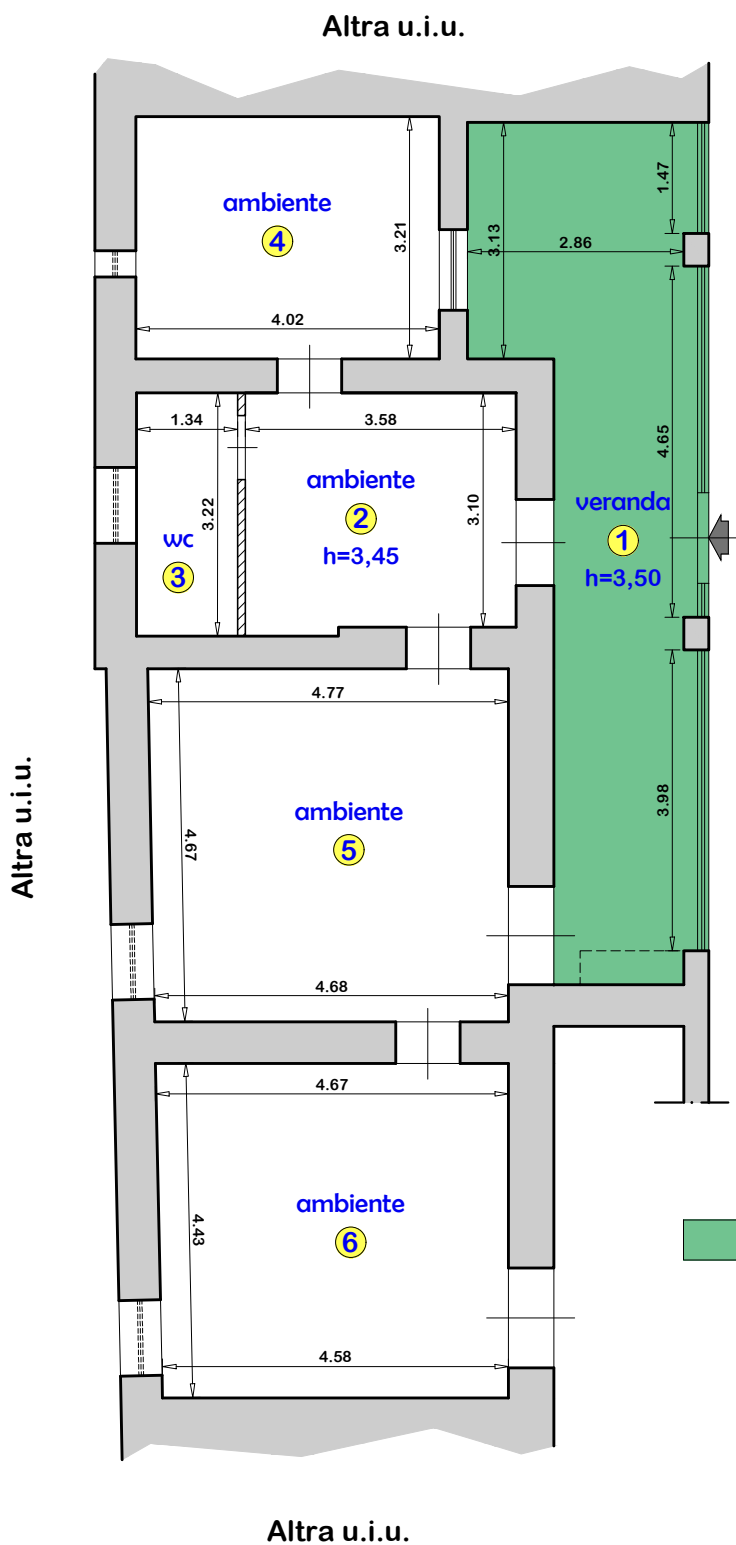 Altra u.i.u.
ambiente
4
3.21
4.02
3.13
2.86
1.47
4.65
1.34
3.58
3.22
3.10
wc
3
ambiente
2
h=3,45
veranda
1
h=3,50
3.98
4.77
ambiente
5
4.67
4.68
Altra u.i.u.
4.67
ambiente
6
4.43
4.58
Altra u.i.u.